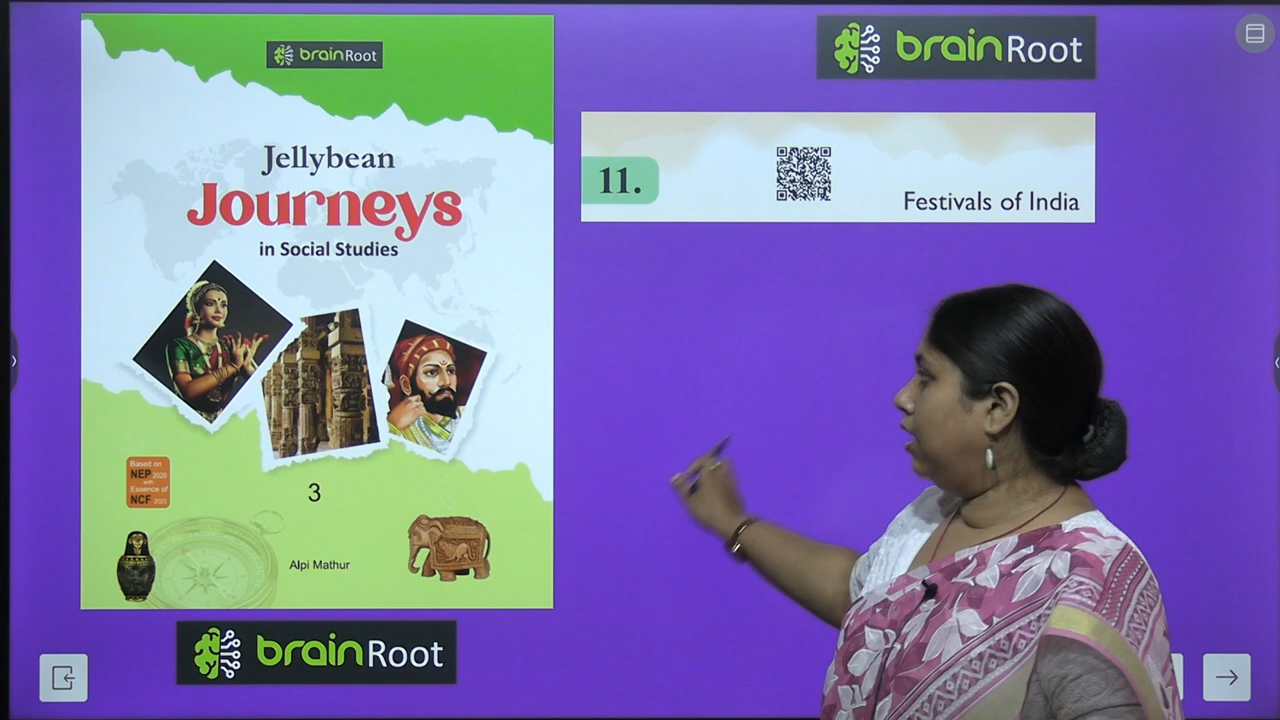 brainRoot
Jellybean
Journeys
in Social Studies
Based on
NEP 2020
with
Essence of
NCF 2023
3
Alpi Mathur
brainRoot
brainRoot
11.
Festivals of India